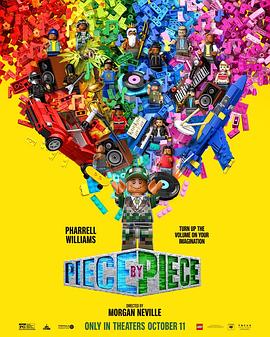 PHARRELL
WILLIAMS
TURN UP THE
VOLUME ON YOUR
IMAGINATION
PIECE BY PIECE
DIRECTED BY
MORGAN NEVILLE
ONLY IN THEATERS OCTOBER 11